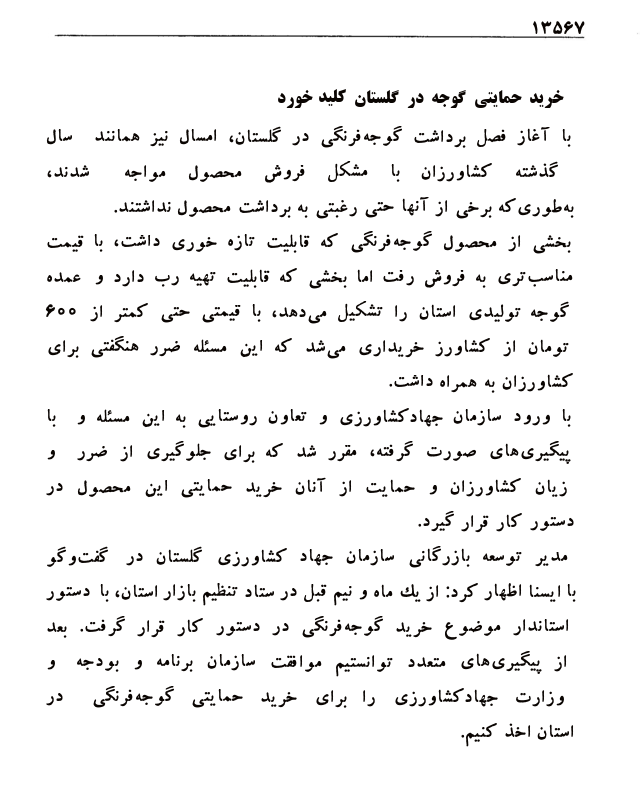 ۱۳۵۶۷
خرید حمایتی گوجه در گلستان کلید خورد
با آغاز فصل برداشت گوجه‌فرنگی در گلستان، امسال نیز همانند سال
گذشته کشاورزان با مشکل فروش محصول مواجه شدند،
به‌طوری‌که برخی از آنها حتی رغبتی به برداشت محصول نداشتند.
بخشی از محصول گوجه‌فرنگی که قابلیت تازه خوری داشت، با قیمت
مناسب‌تری به فروش رفت اما بخشی که قابلیت تهیه رب دارد و عمده
گوجه تولیدی استان را تشکیل می‌دهد، با قیمتی حتی کمتر از ۶۰۰
تومان از کشاورز خریداری می‌شد که این مسئله ضرر هنگفتی برای
کشاورزان به همراه داشت.
با ورود سازمان جهادکشاورزی و تعاون روستایی به این مسئله و با
پیگیری‌های صورت گرفته، مقرر شد که برای جلوگیری از ضرر و
زیان کشاورزان و حمایت از آنان خرید حمایتی این محصول در
دستور کار قرار گیرد.
مدیر توسعه بازرگانی سازمان جهاد کشاورزی گلستان در گفت‌وگو
با ایسنا اظهار کرد: از یك ماه و نیم قبل در ستاد تنظیم بازار استان، با دستور
استاندار موضوع خرید گوجه‌فرنگی در دستور کار قرار گرفت. بعد
از پیگیری‌های متعدد توانستیم موافقت سازمان برنامه و بودجه و
وزارت جهادکشاورزی را برای خرید حمایتی گوجه‌فرنگی در
استان اخذ کنیم.